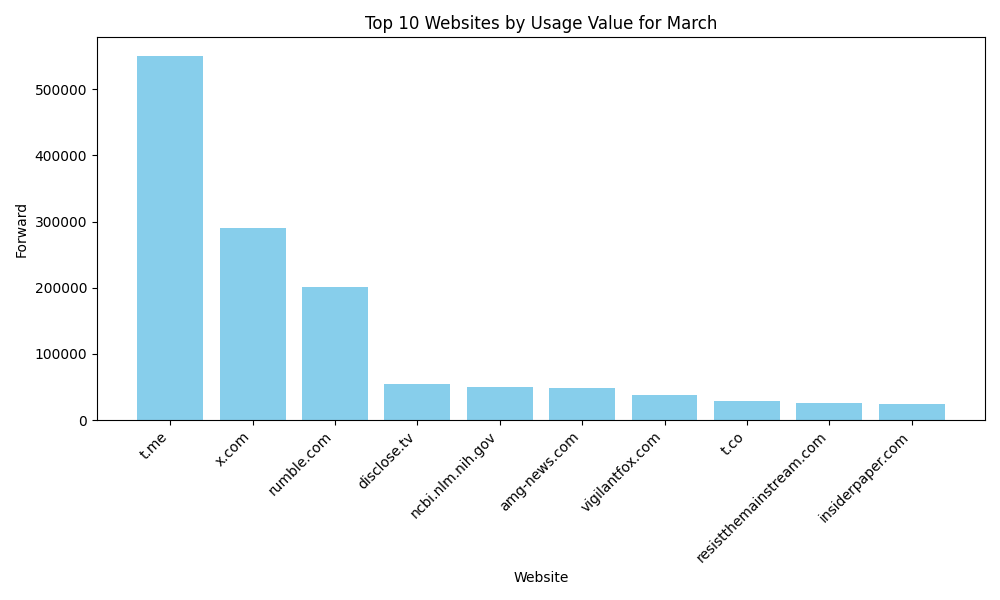 Top 10 Websites by Usage Value for March
Forward
500000
400000
300000
200000
100000
0
t.me
x.com
rumble.com
disclose.tv
ncbi.nlm.nih.gov
amg-news.com
vigilantfox.com
t.co
resistthemainstream.com
insiderpaper.com
Website